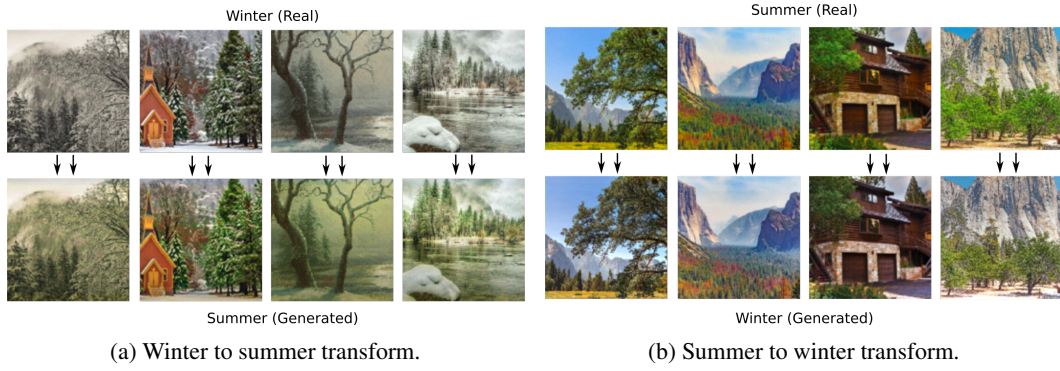 Winter (Real)
Summer (Generated)
(a) Winter to summer transform.
Summer (Real)
Winter (Generated)
(b) Summer to winter transform.